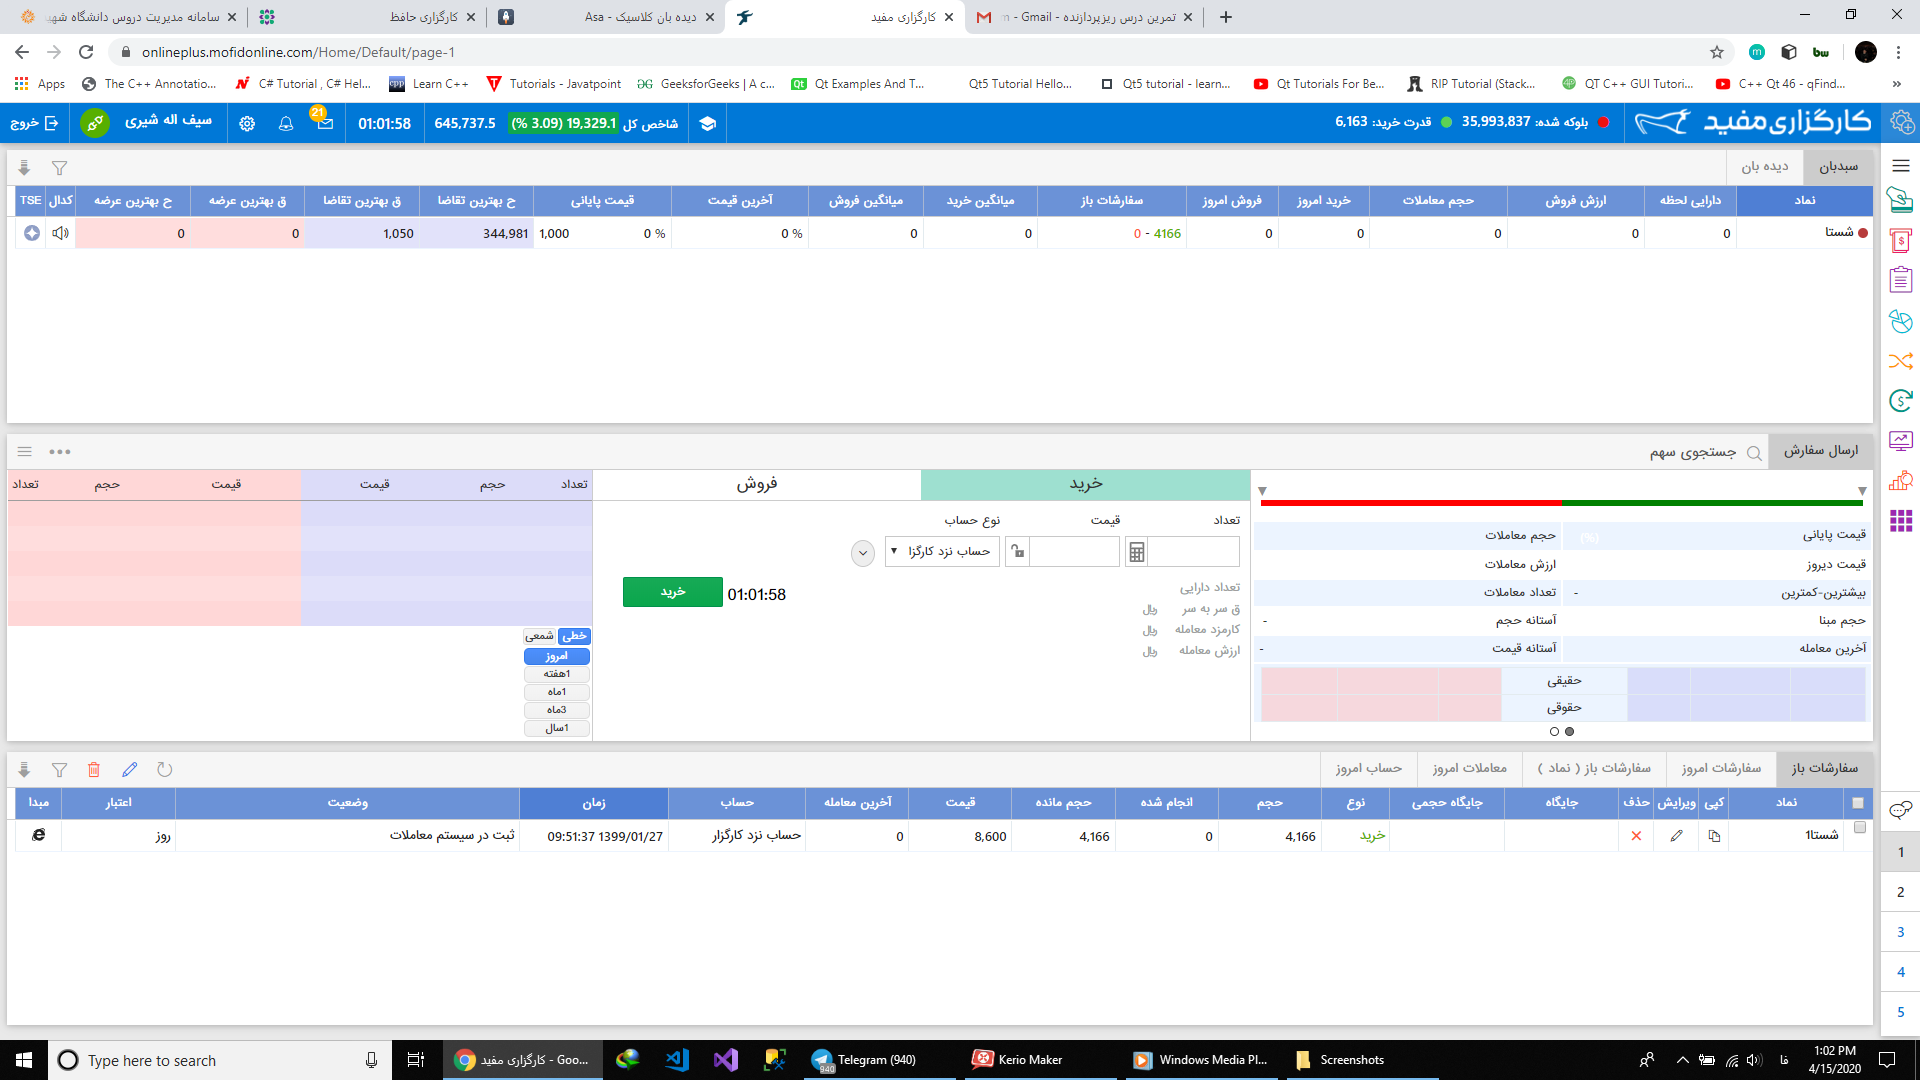 سامانه مدیریت دروس دانشگاه شهید
کارگزاری حافظ
دیده بان کلاسیک - Asa
کارگزاری مفید
تمرین درس ریزپردازنده - Gmail - m
onlineplus.mofidonline.com/Home/Default/page-1
Apps
The C++ Annotatio...
C# Tutorial , C# Hel...
Learn C++
Tutorials - Javatpoint
GeeksforGeeks | A c...
Qt Examples And T...
Qt5 Tutorial Hello...
Qt5 tutorial - learn...
Qt Tutorials For Be...
RIP Tutorial (Stack...
QT C++ GUI Tutori...
C++ Qt 46 - qFind...
»
کارگزاری مفید
بلوکه شده: 35,993,837
قدرت خرید: 6,163
شاخص کل 19,329.1 (3.09 %) 645,737.5
01:01:58
21
سیف اله شیری
خروج
سبدبان
دیده بان
نماد
دارایی لحظه
ارزش فروش
حجم معاملات
خرید امروز
فروش امروز
سفارشات باز
میانگین خرید
میانگین فروش
آخرین قیمت
قیمت پایانی
ح بهترین تقاضا
ق بهترین تقاضا
ق بهترین عرضه
ح بهترین عرضه
کدال
TSE
شستا
0
0
0
0
0
0 - 4166
0
0
0 %
1,000 0 %
344,981
1,050
0
0
ارسال سفارش
جستجوی سهم
قیمت پایانی
(%)
حجم معاملات
قیمت دیروز
ارزش معاملات
بیشترین-کمترین
-
تعداد معاملات
حجم مبنا
آستانه حجم
-
آخرین معامله
آستانه قیمت
-
حقیقی
حقوقی
خرید
فروش
تعداد
قیمت
نوع حساب
حساب نزد کارگزا
تعداد دارایی
ق سر به سر ریال
کارمزد معامله ریال
ارزش معامله ریال
خرید
01:01:58
تعداد
حجم
قیمت
قیمت
حجم
تعداد
خطی
شمعی
امروز
1هفته
1ماه
3ماه
1سال
سفارشات باز
سفارشات امروز
سفارشات باز ( نماد )
معاملات امروز
حساب امروز
نماد
کپی
ویرایش
حذف
جایگاه
جایگاه حجمی
نوع
حجم
انجام شده
حجم مانده
قیمت
آخرین معامله
حساب
زمان
وضعیت
اعتبار
مبدا
شستا1
خرید
4,166
0
4,166
8,600
0
حساب نزد کارگزار
09:51:37 1399/01/27
ثبت در سیستم معاملات
روز
1
2
3
4
5
Type here to search
کارگزاری مفید - Goo...
Telegram (940)
940
Kerio Maker
Windows Media Pl...
Screenshots
فا
1:02 PM
4/15/2020